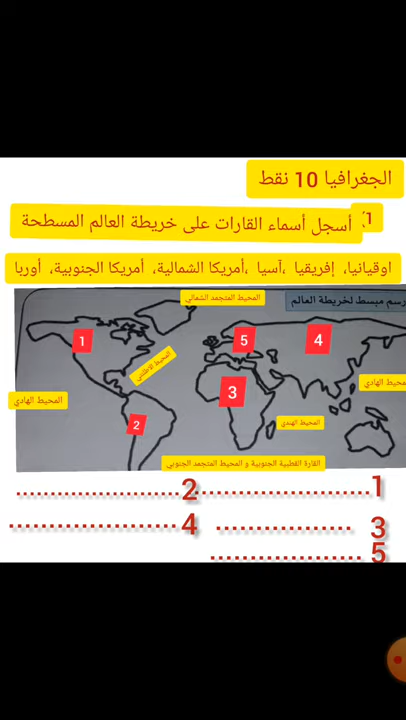 الجغرافيا 10 نقط
1) أسجل أسماء القارات على خريطة العالم المسطحة
اوقيانيا، إفريقيا ،آسيا ،أمريكا الشمالية، أمريكا الجنوبية، أوربا
رسم مبسط لخريطة العالم
المحيط المتجمد الشمالي
1
5
4
المحيط الاطلنتي
3
المحيط الهادي
المحيط الهادي
2
المحيط الهندي
القارة القطبية الجنوبية و المحيط المتجمد الجنوبي
1.......................... 2..........................
3.................... 4..........................
5......................